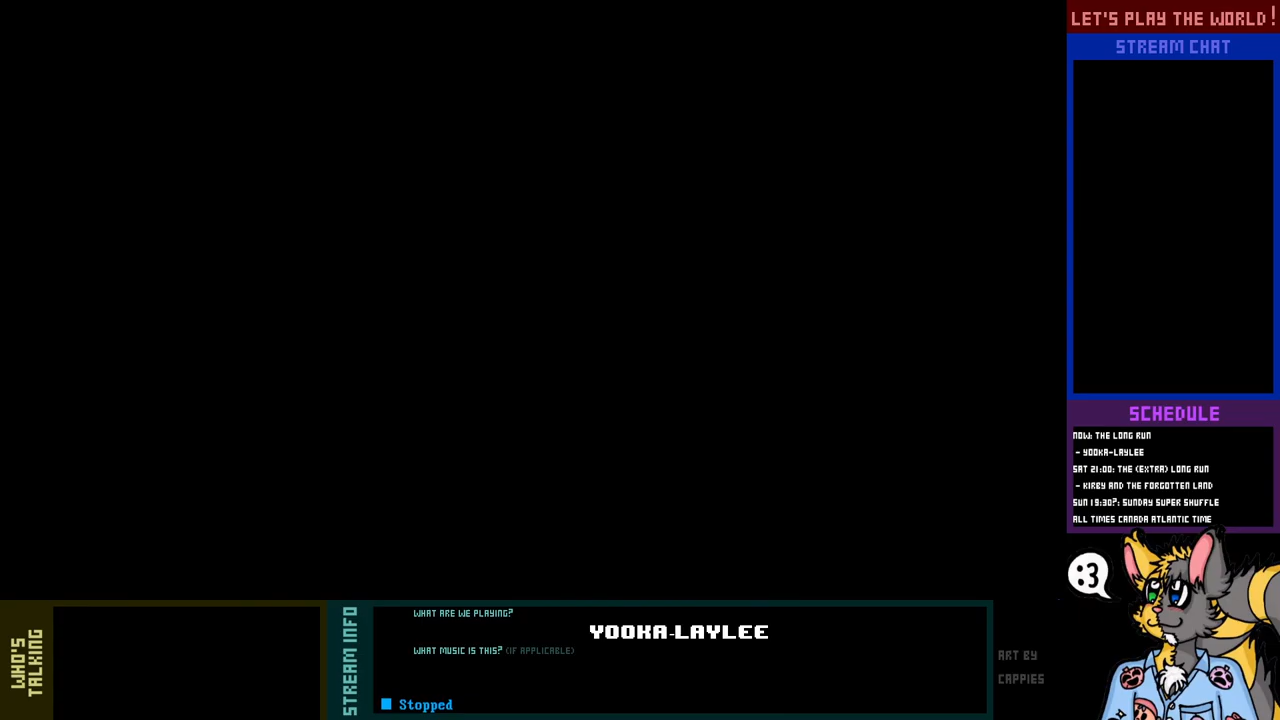 LET'S PLAY THE WORLD!
STREAM CHAT
SCHEDULE
NOW: THE LONG RUN
- YOOKA-LAYLEE
SAT 21:00: THE (EXTRA) LONG RUN
- KIRBY AND THE FORGOTTEN LAND
SUN 19:30?: SUNDAY SUPER SHUFFLE
ALL TIMES CANADA ATLANTIC TIME
:3
WHO'S
TALKING
STREAM INFO
WHAT ARE WE PLAYING?
YOOKA-LAYLEE
WHAT MUSIC IS THIS? (IF APPLICABLE)
Stopped
ART BY
CAPPIES